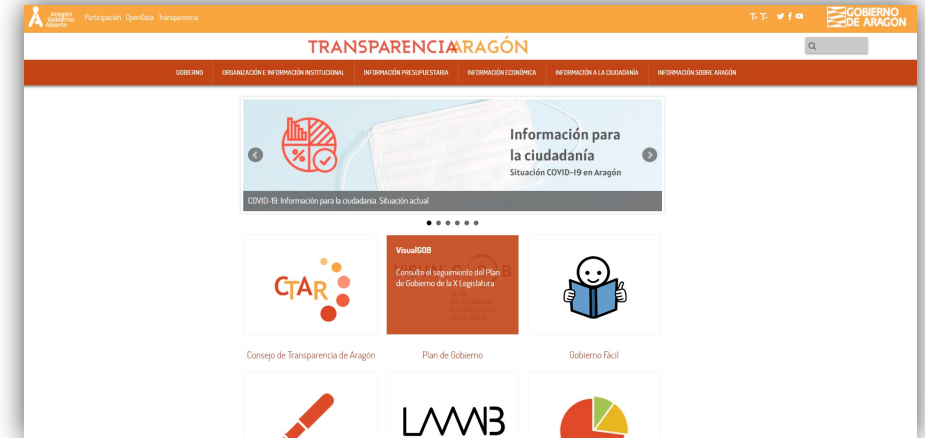 Aragón
Gobierno
Abierto
Participación OpenData Transparencia
T+ T-
GOBIERNO
DE ARAGON
TRANSPARENCIA ARAGÓN
GOBIERNO ORGANIZACIÓN E INFORMACIÓN INSTITUCIONAL INFORMACIÓN PRESUPUESTARIA INFORMACIÓN ECONÓMICA INFORMACIÓN A LA CIUDADANÍA INFORMACIÓN SOBRE ARAGÓN
Información para
la ciudadanía
Situación COVID-19 en Aragón
COVID-19. Información para la ciudadanía. Situación actual
CTAR
VisualGOB
Consulte el seguimiento del Plan
de Gobierno de la X Legislatura
Consejo de Transparencia de Aragón
Plan de Gobierno
Gobierno Fácil